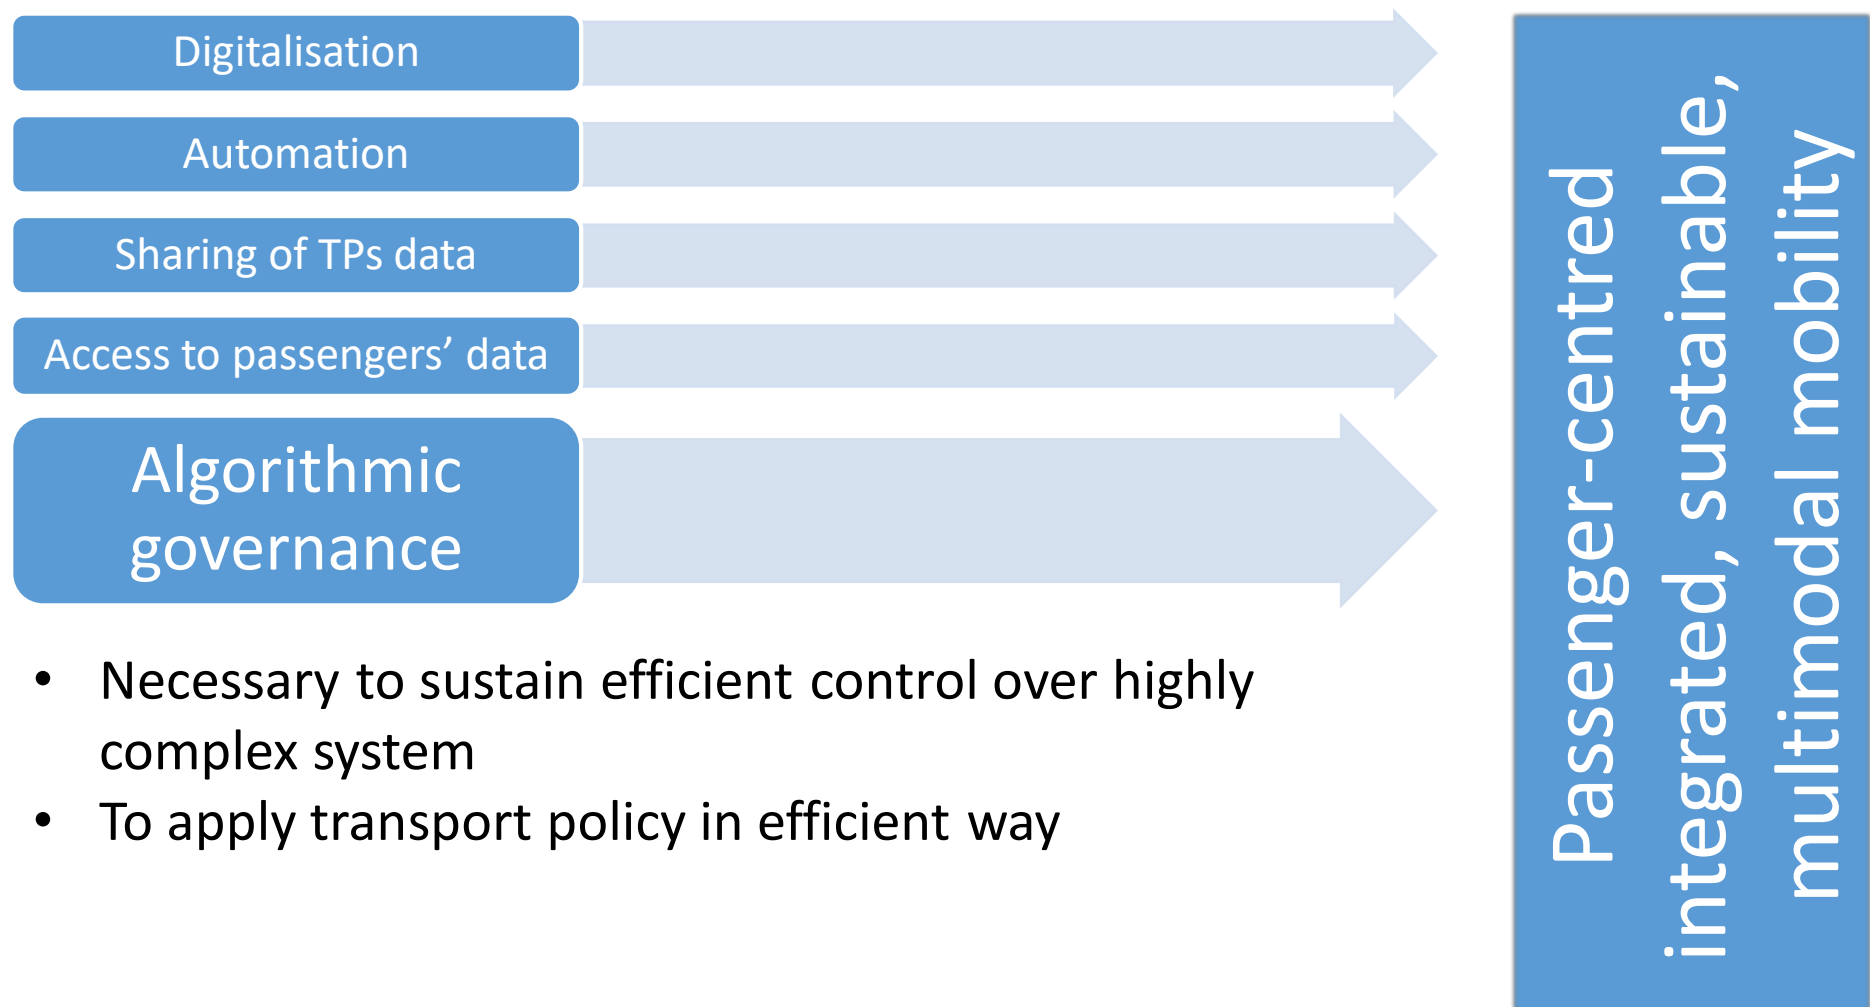 Digitalisation
Automation
Sharing of TPs data
Access to passengers’ data
Algorithmic
governance
• Necessary to sustain efficient control over highly
complex system
• To apply transport policy in efficient way
Passenger-centred
integrated, sustainable,
multimodal mobility